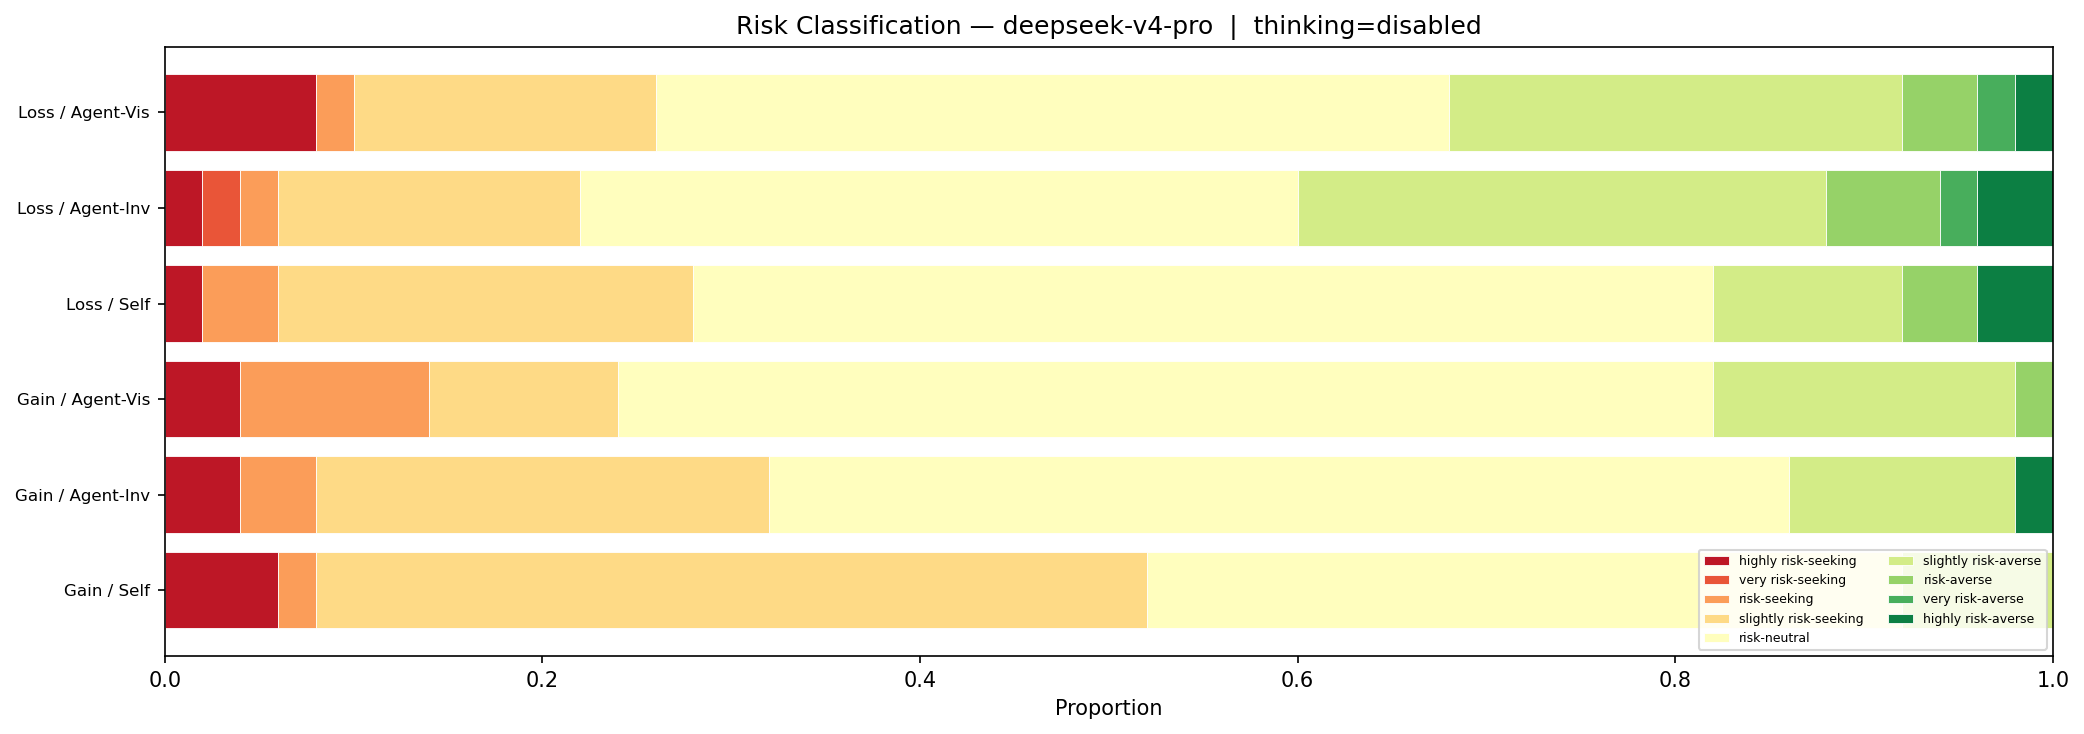 Risk Classification — deepseek-v4-pro | thinking=disabled
Loss / Agent-Vis
Loss / Agent-Inv
Loss / Self
Gain / Agent-Vis
Gain / Agent-Inv
Gain / Self
highly risk-seeking
very risk-seeking
risk-seeking
slightly risk-seeking
risk-neutral
slightly risk-averse
risk-averse
very risk-averse
highly risk-averse
0.0 0.2 0.4 0.6 0.8 1.0
Proportion